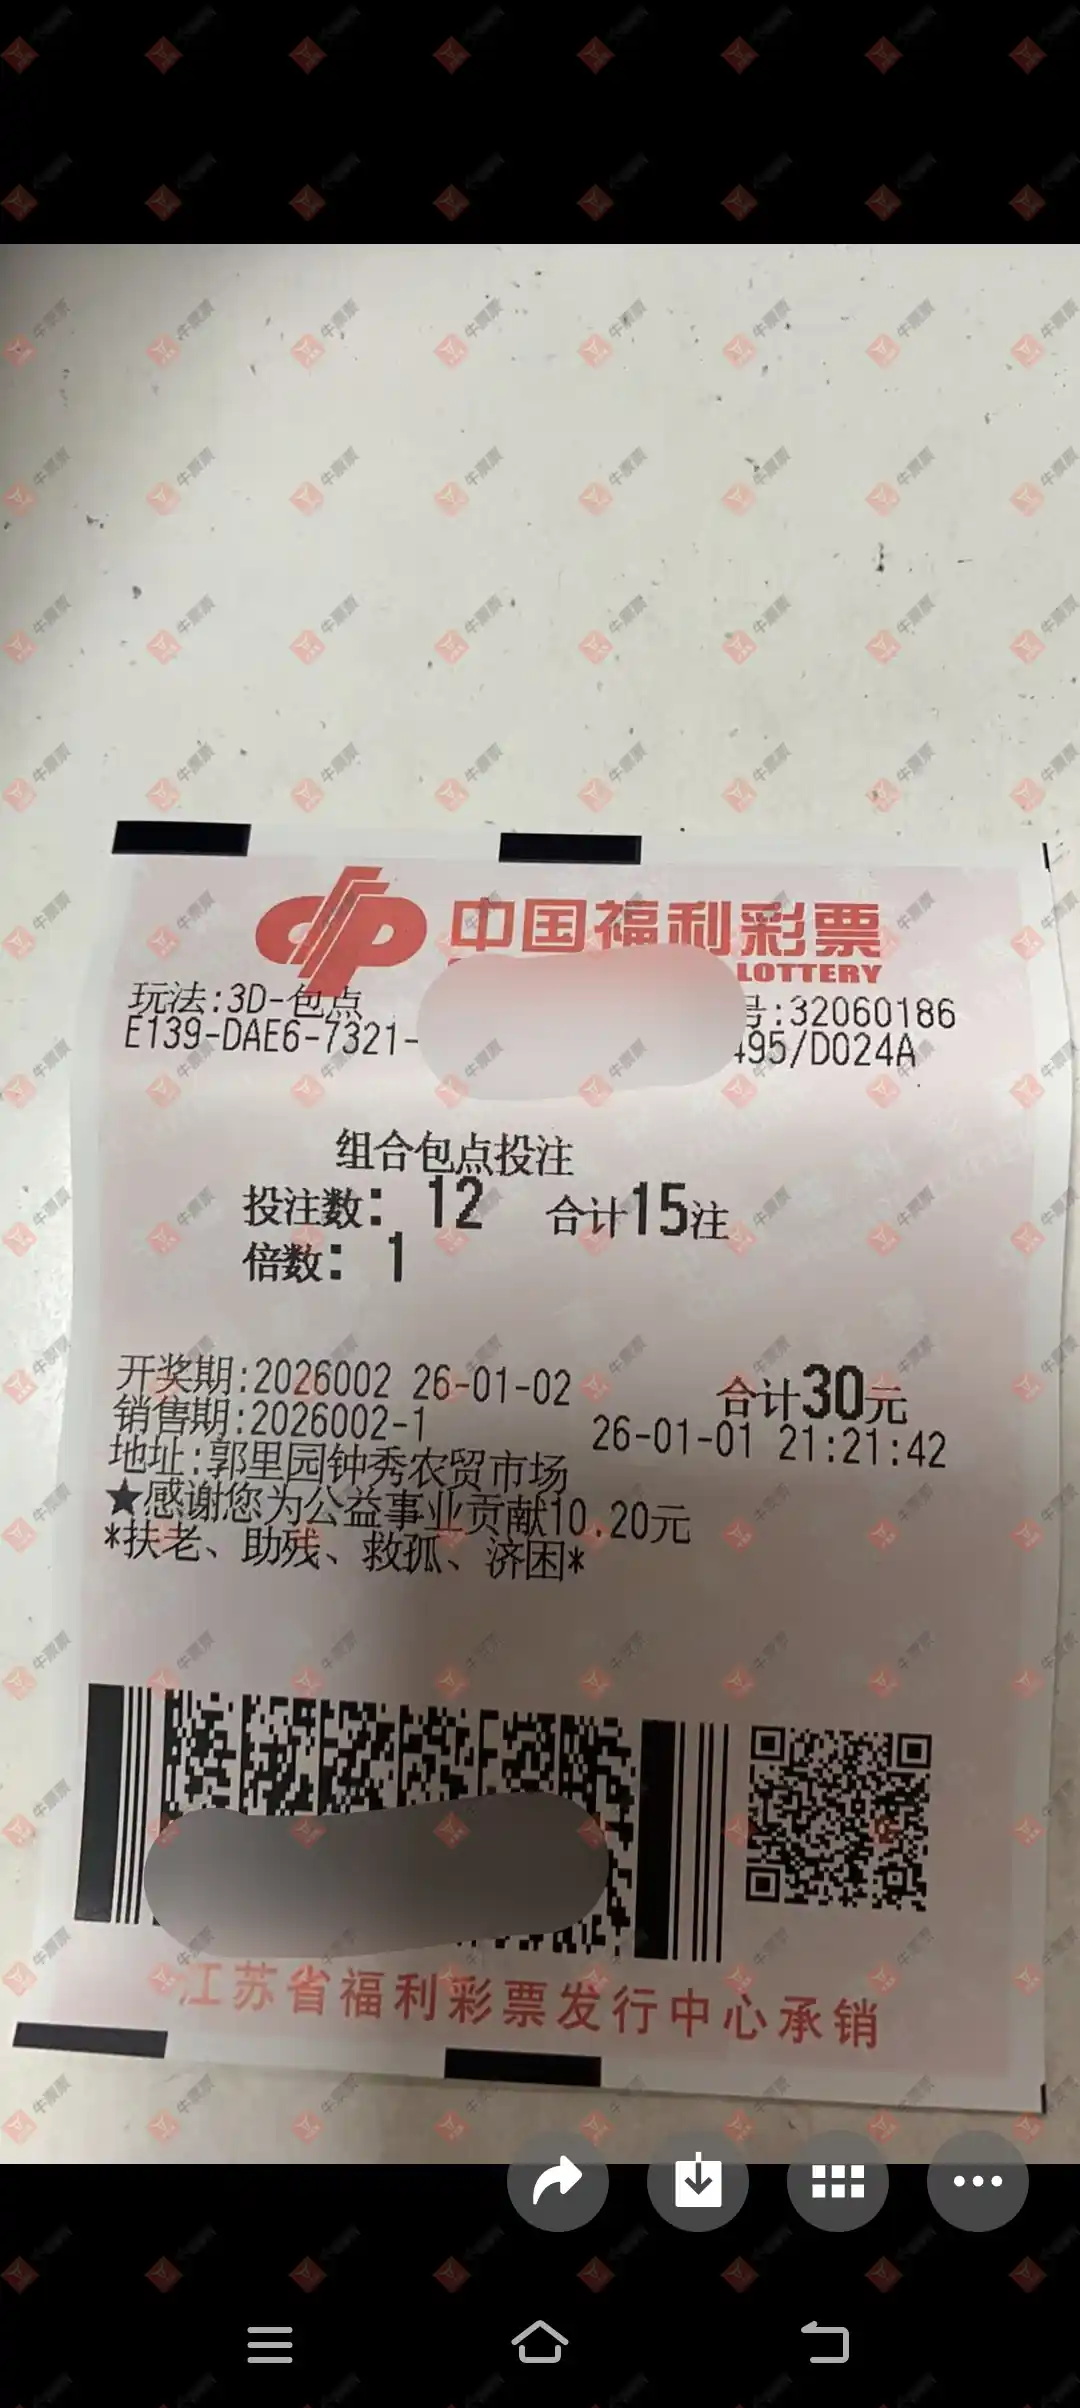 中国福利彩票
LOTTERY
玩法:3D-包点
号:32060186
E139-DAE6-7321-
495/D024A
组合包点投注
投注数: 12 合计15注
倍数: 1
开奖期:2026002 26-01-02 合计30元
销售期:2026002-1 26-01-01 21:21:42
地址:郭里园钟秀农贸市场
★感谢您为公益事业贡献10.20元
*扶老、助残、救孤、济困*
江苏省福利彩票发行中心承销
牛票票